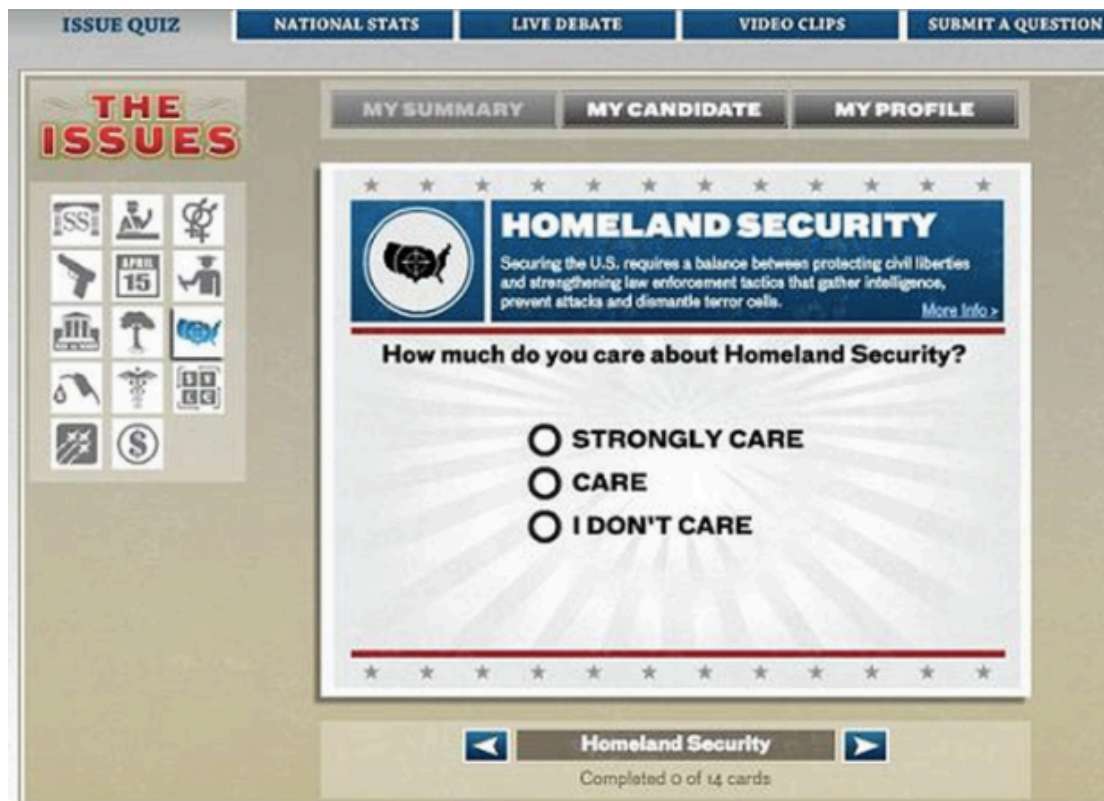 ISSUE QUIZ
NATIONAL STATS
LIVE DEBATE
VIDEO CLIPS
SUBMIT A QUESTION
THE
ISSUES
MY SUMMARY
MY CANDIDATE
MY PROFILE
SS
APRIL
15
HOMELAND SECURITY
Securing the U.S. requires a balance between protecting civil liberties
and strengthening law enforcement tactics that gather intelligence,
prevent attacks and dismantle terror cells.
More Info >
How much do you care about Homeland Security?
STRONGLY CARE
CARE
I DON'T CARE
Homeland Security
Completed 0 of 14 cards